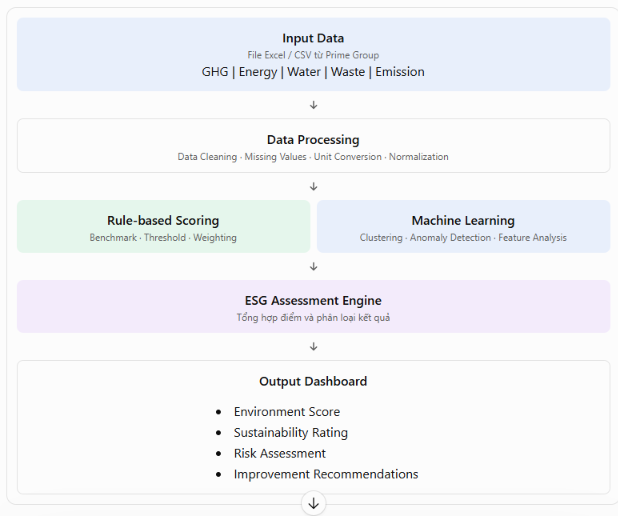 Input Data
File Excel / CSV từ Prime Group
GHG | Energy | Water | Waste | Emission
Data Processing
Data Cleaning · Missing Values · Unit Conversion · Normalization
Rule-based Scoring
Benchmark · Threshold · Weighting
Machine Learning
Clustering · Anomaly Detection · Feature Analysis
ESG Assessment Engine
Tổng hợp điểm và phân loại kết quả
Output Dashboard
• Environment Score
• Sustainability Rating
• Risk Assessment
• Improvement Recommendations